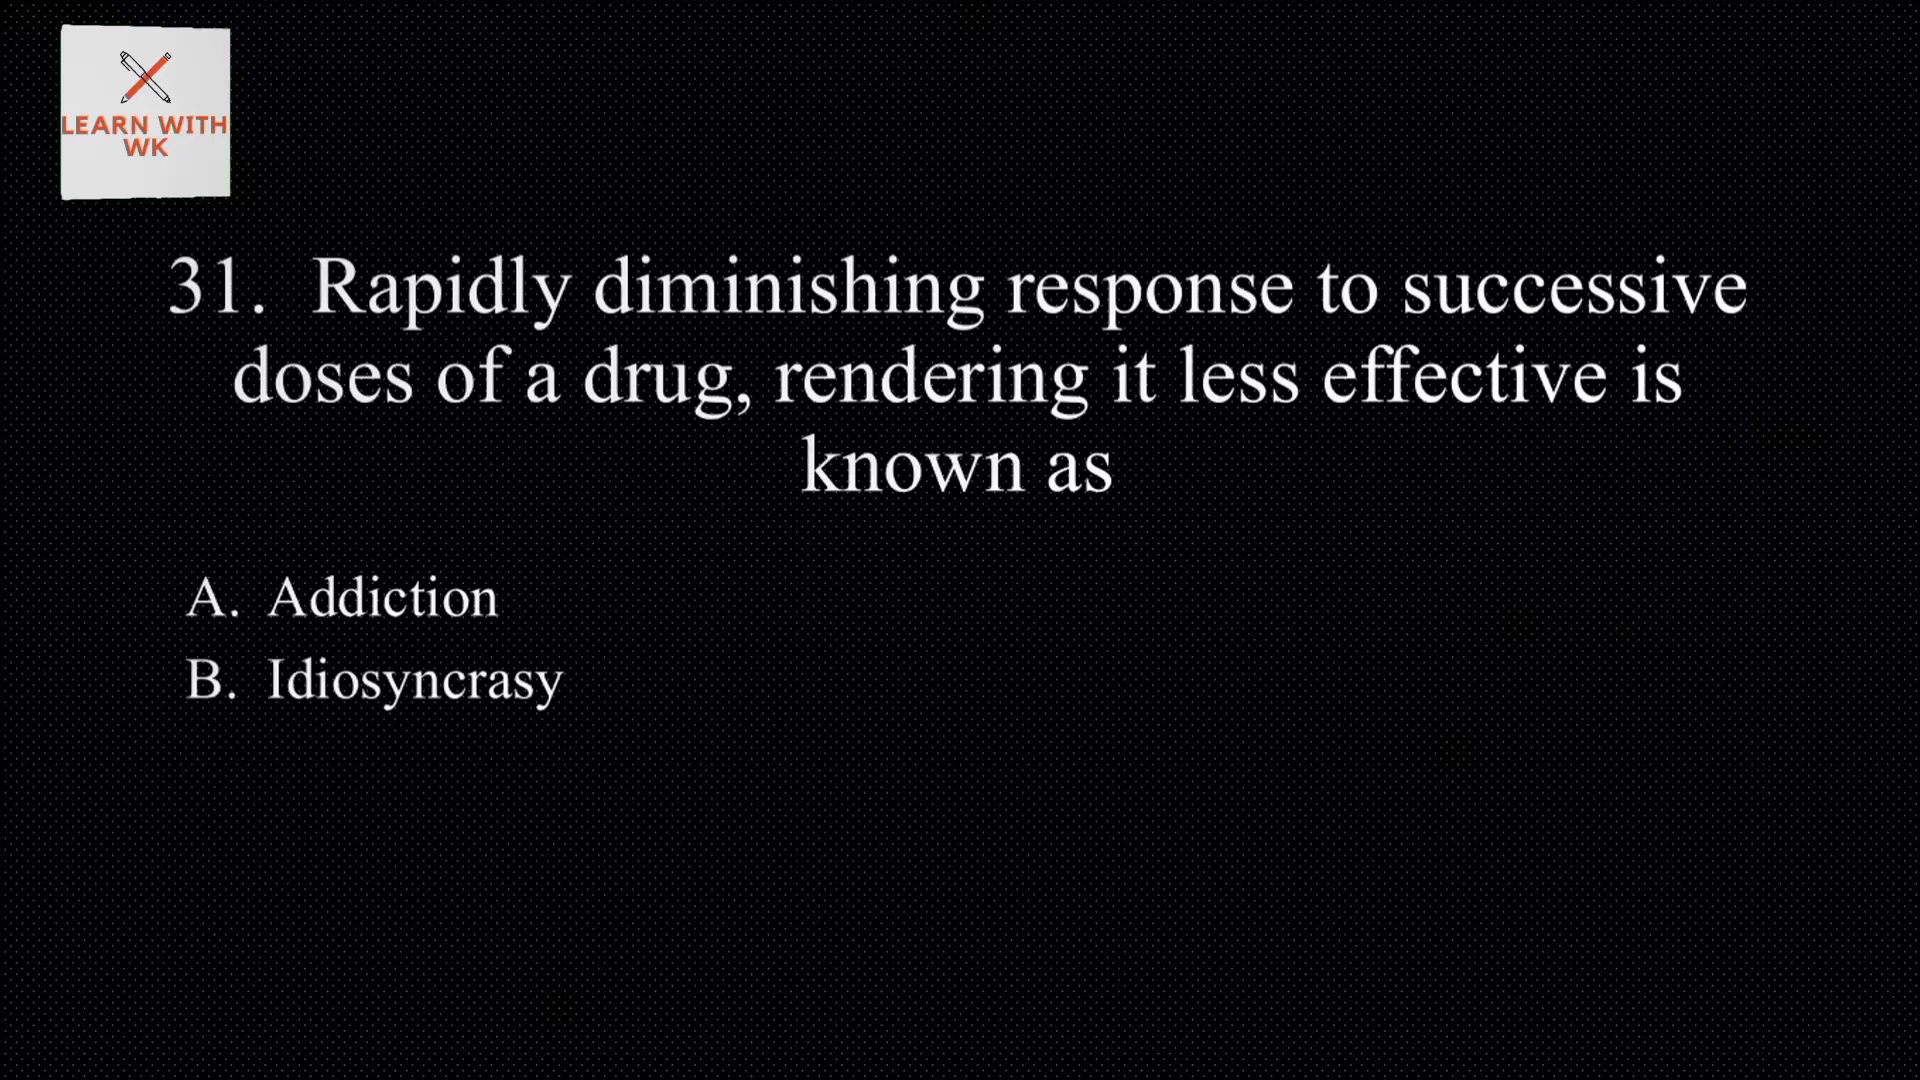 LEARN WITH
WK
31. Rapidly diminishing response to successive
doses of a drug, rendering it less effective is
known as
A. Addiction
B. Idiosyncrasy